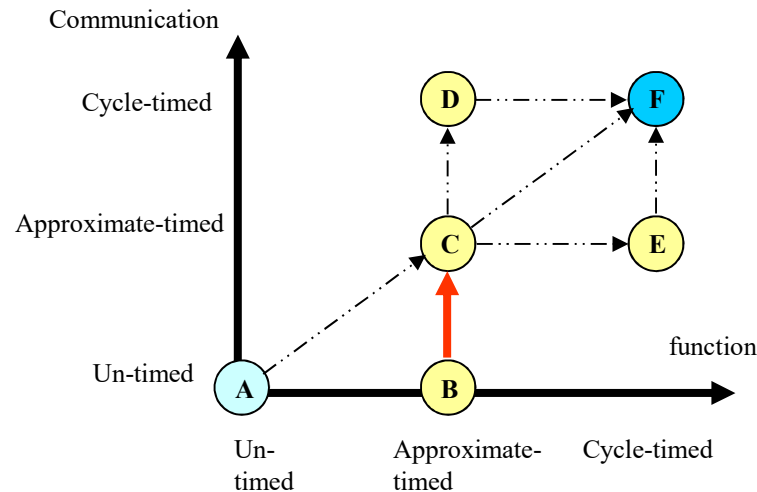 Communication
Cycle-timed
D
F
Approximate-timed
C
E
function
Un-timed
A
B
Un-
timed
Approximate-
timed
Cycle-timed